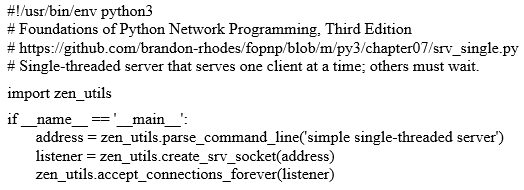 #!/usr/bin/env python3
# Foundations of Python Network Programming, Third Edition
# https://github.com/brandon-rhodes/fopnp/blob/m/py3/chapter07/srv_single.py
# Single-threaded server that serves one client at a time; others must wait.
import zen_utils
if __name__ == '__main__':
address = zen_utils.parse_command_line('simple single-threaded server')
listener = zen_utils.create_srv_socket(address)
zen_utils.accept_connections_forever(listener)